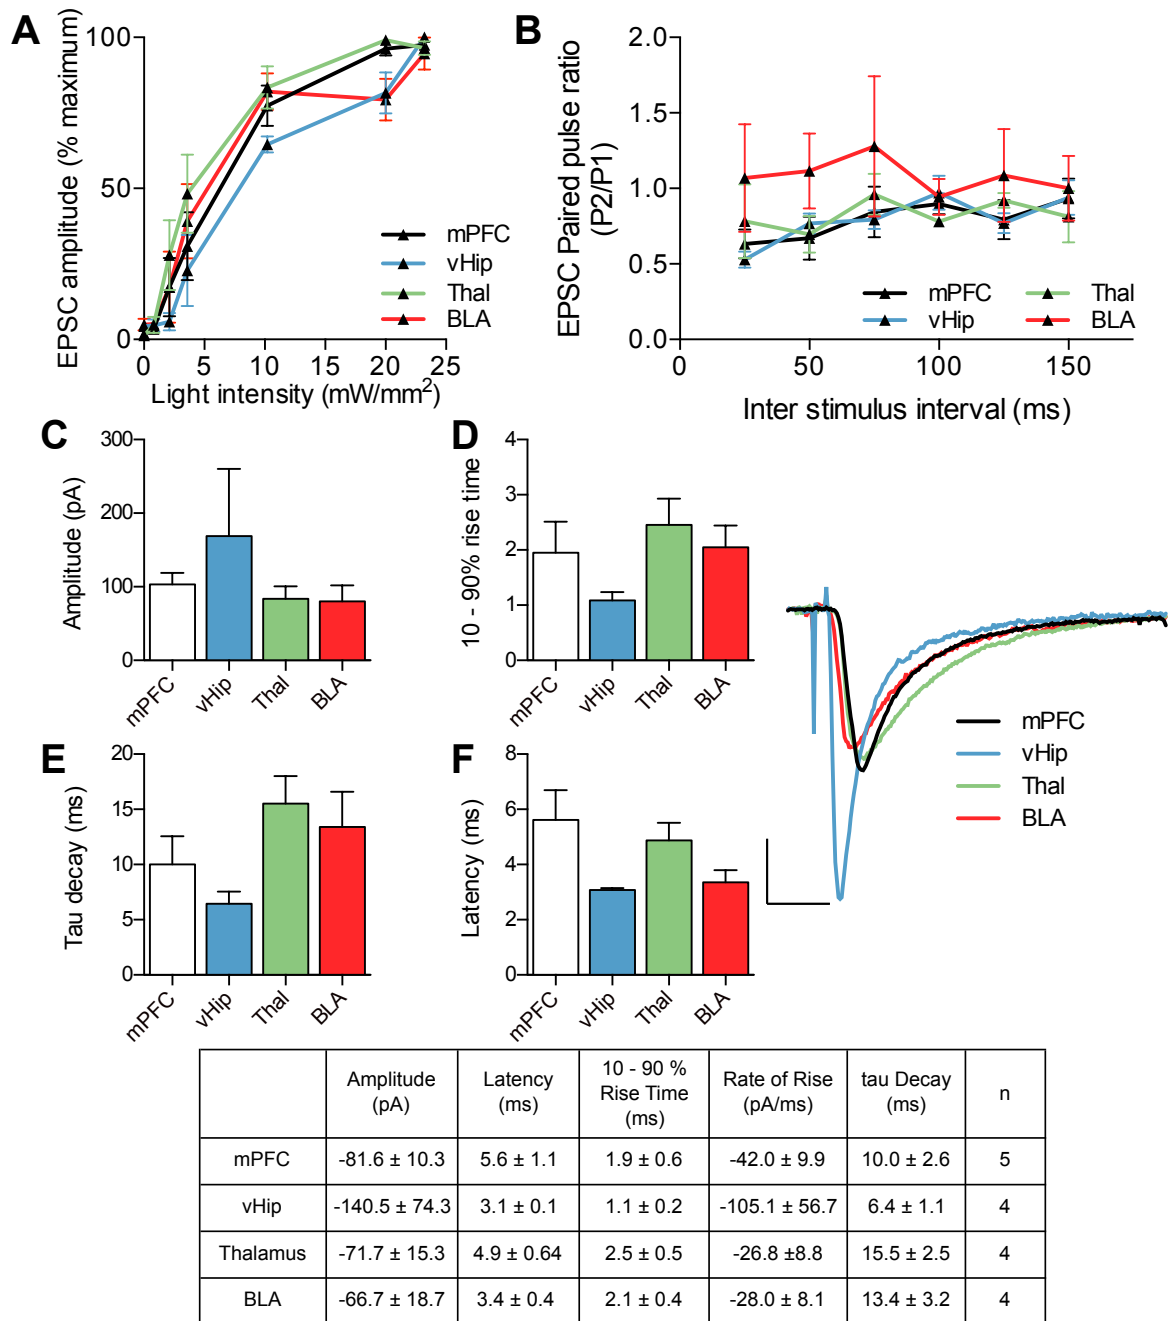 A
EPSC amplitude (% maximum)
100
50
0
0 5 10 15 20 25
Light intensity (mW/mm²)
mPFC
vHip
Thal
BLA
B
EPSC Paired pulse ratio
(P2/P1)
2.0
1.5
1.0
0.5
0.0
0 50 100 150
Inter stimulus interval (ms)
mPFC
vHip
Thal
BLA
C
Amplitude (pA)
300
200
100
0
mPFC vHip Thal BLA
D
10 - 90% rise time
4
3
2
1
0
mPFC vHip Thal BLA
mPFC
vHip
Thal
BLA
E
Tau decay (ms)
20
15
10
5
0
mPFC vHip Thal BLA
F
Latency (ms)
8
6
4
2
0
mPFC vHip Thal BLA
Amplitude (pA) Latency (ms) 10 - 90 % Rise Time (ms) Rate of Rise (pA/ms) tau Decay (ms) n
mPFC -81.6 ± 10.3 5.6 ± 1.1 1.9 ± 0.6 -42.0 ± 9.9 10.0 ± 2.6 5
vHip -140.5 ± 74.3 3.1 ± 0.1 1.1 ± 0.2 -105.1 ± 56.7 6.4 ± 1.1 4
Thalamus -71.7 ± 15.3 4.9 ± 0.64 2.5 ± 0.5 -26.8 ±8.8 15.5 ± 2.5 4
BLA -66.7 ± 18.7 3.4 ± 0.4 2.1 ± 0.4 -28.0 ± 8.1 13.4 ± 3.2 4